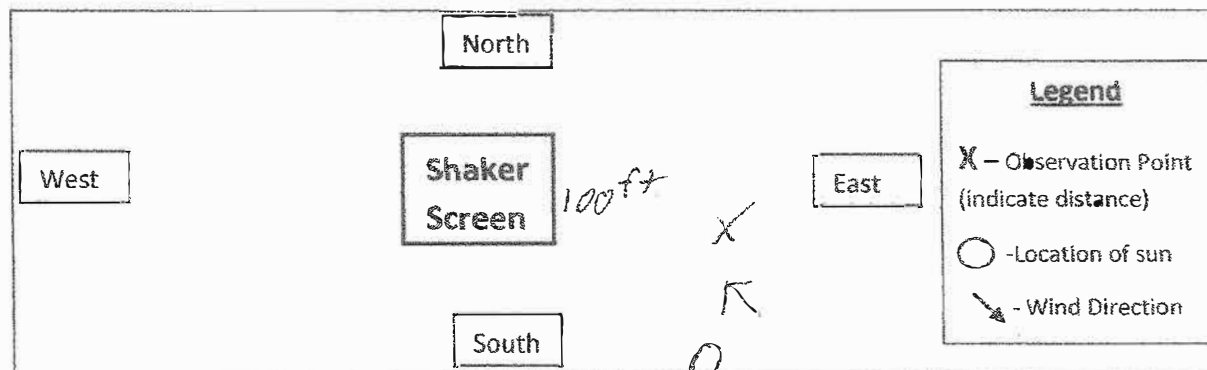 North
Legend
Shaker
Screen
100 ft
West
East
X – Observation Point
(indicate distance)
X
-Location of sun
- Wind Direction
South